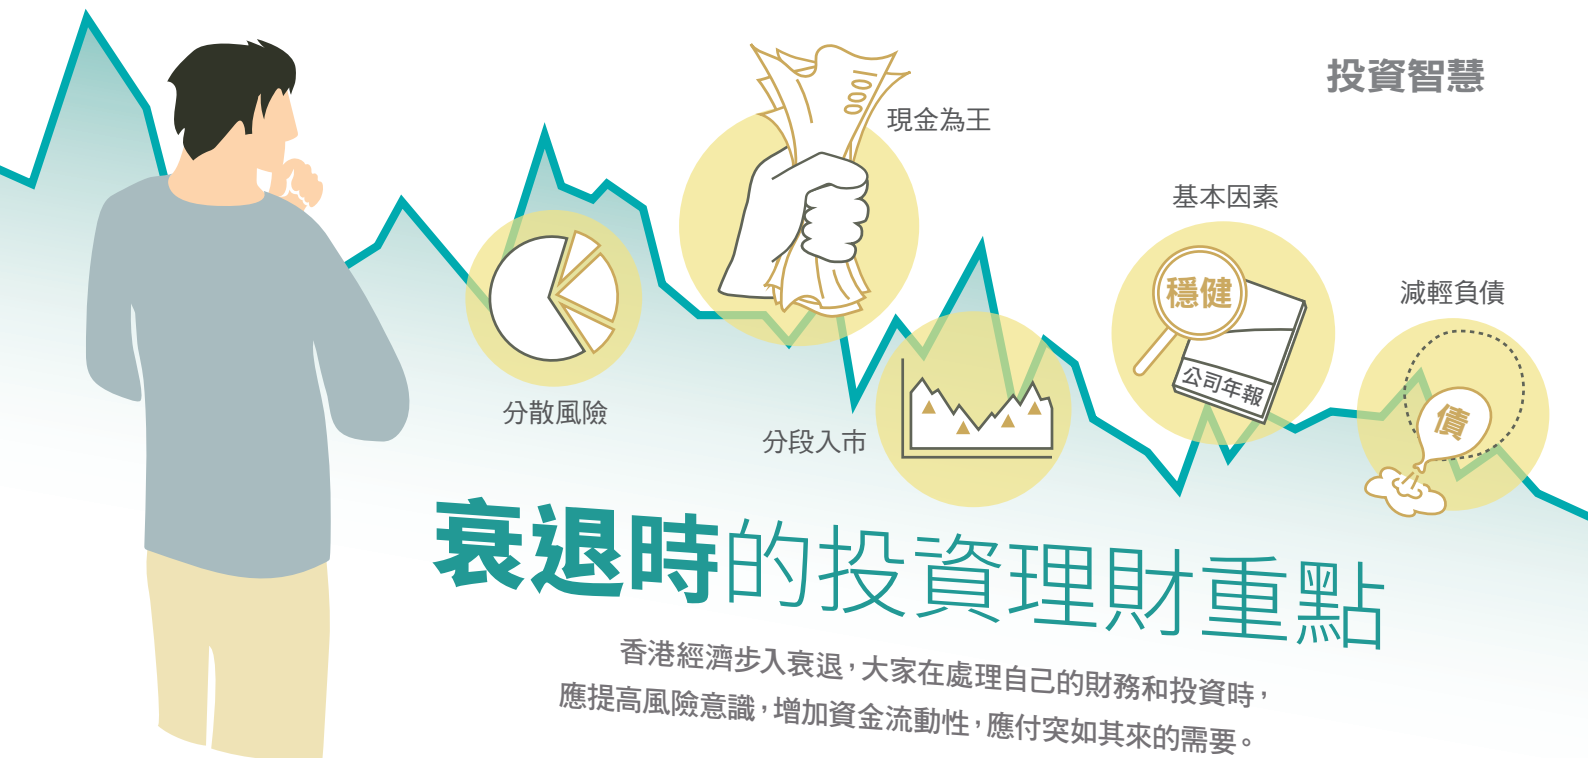 投資智慧
現金為王
基本因素
穩健
公司年報
減輕負債
債
分散風險
分段入市
衰退時的投資理財重點
香港經濟步入衰退，大家在處理自己的財務和投資時，
應提高風險意識，增加資金流動性，應付突如其來的需要。